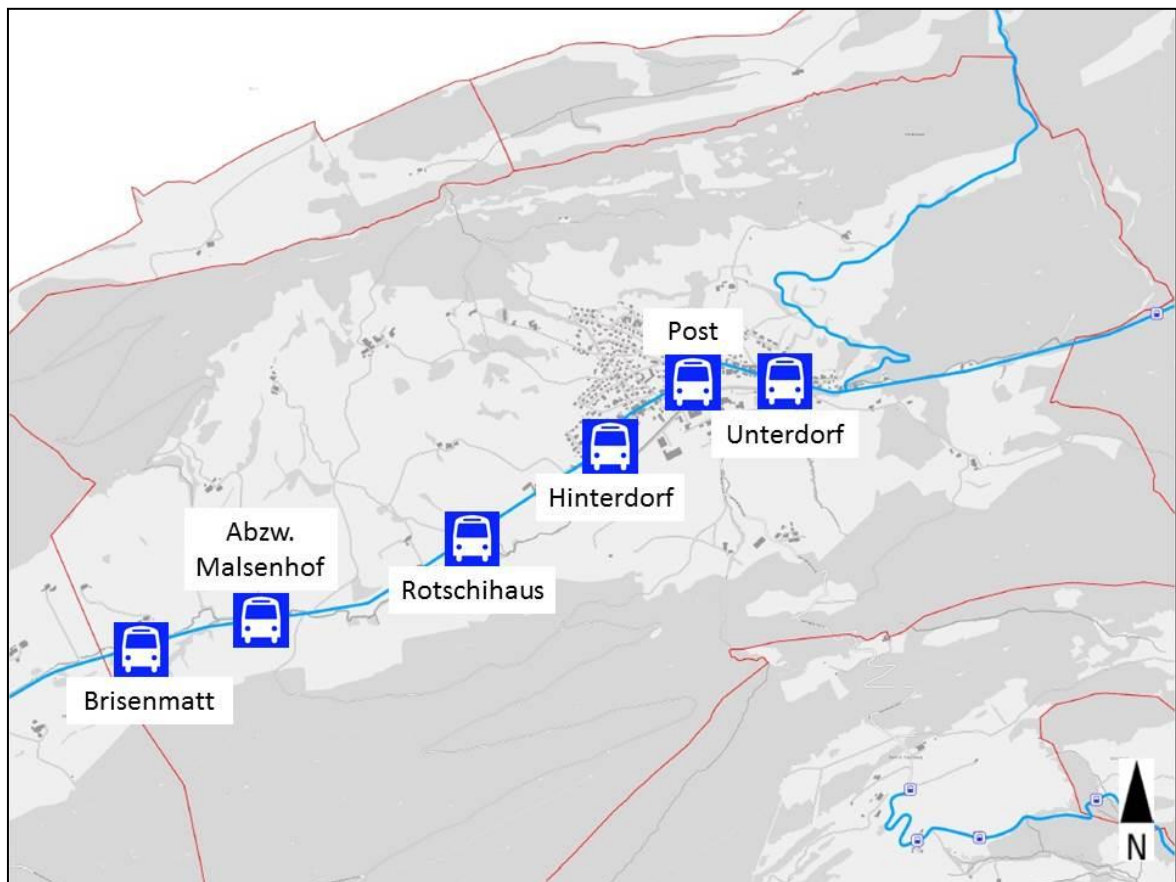 Post
Unterdorf
Hinterdorf
Abzw.
Malsenhof
Rotschihaus
Brisenmatt
N